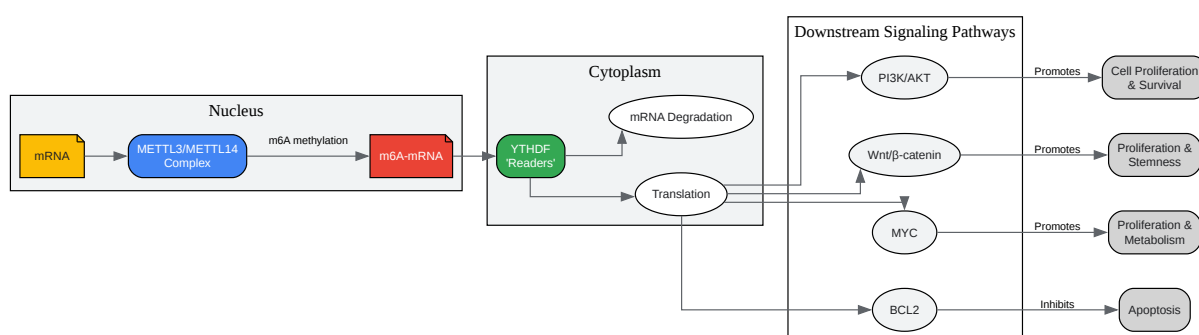 Nucleus
mRNA
METTL3/METTL14
Complex
m6A methylation
m6A-mRNA
Cytoplasm
YTHDF
'Readers'
mRNA Degradation
Translation
Downstream Signaling Pathways
PI3K/AKT
Promotes
Cell Proliferation
& Survival
Wnt/β-catenin
Promotes
Proliferation &
Stemness
MYC
Promotes
Proliferation &
Metabolism
BCL2
Inhibits
Apoptosis